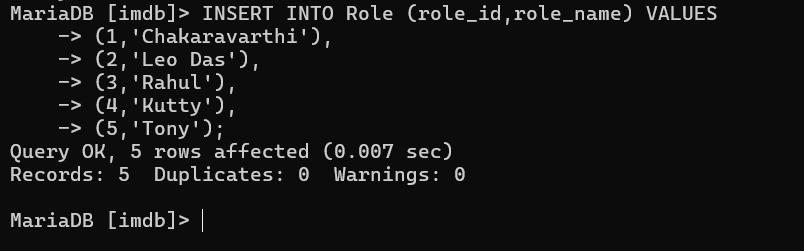 MariaDB [imdb]> INSERT INTO Role (role_id,role_name) VALUES
    -> (1,'Chakaravarthi'),
    -> (2,'Leo Das'),
    -> (3,'Rahul'),
    -> (4,'Kutty'),
    -> (5,'Tony');
Query OK, 5 rows affected (0.007 sec)
Records: 5  Duplicates: 0  Warnings: 0
MariaDB [imdb]>